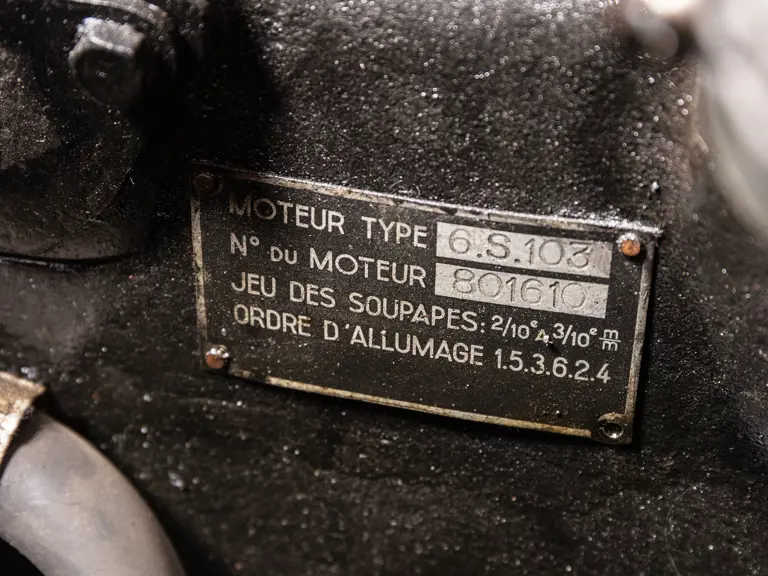 MOTEUR TYPE 6.S.103
N° DU MOTEUR 801610
JEU DES SOUPAPES: 2/10e A 3/10e m/m
ORDRE D'ALLUMAGE 1.5.3.6.2.4